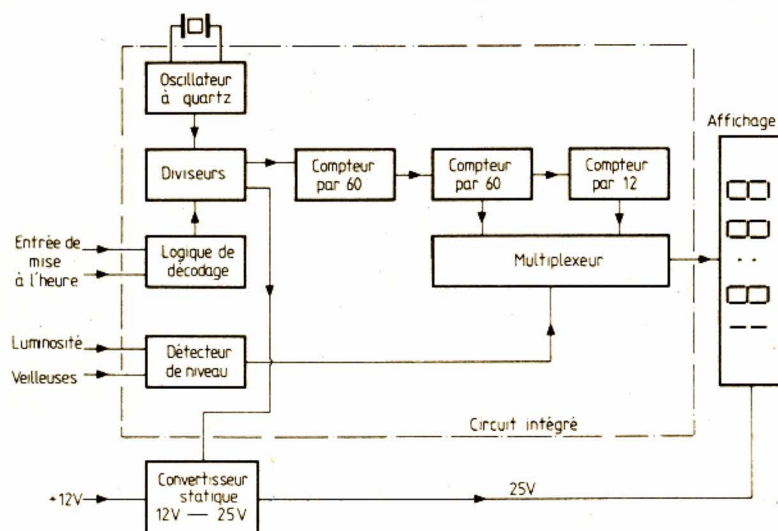 Oscillateur
à quartz
Affichage
Diviseurs
Compteur
par 60
Compteur
par 60
Compteur
par 12
Entrée de
mise
à l'heure
Logique de
décodage
Multiplexeur
Luminosité
Veilleuses
Détecteur
de niveau
Circuit intégré
+12V
Convertisseur
statique
12V — 25V
25V